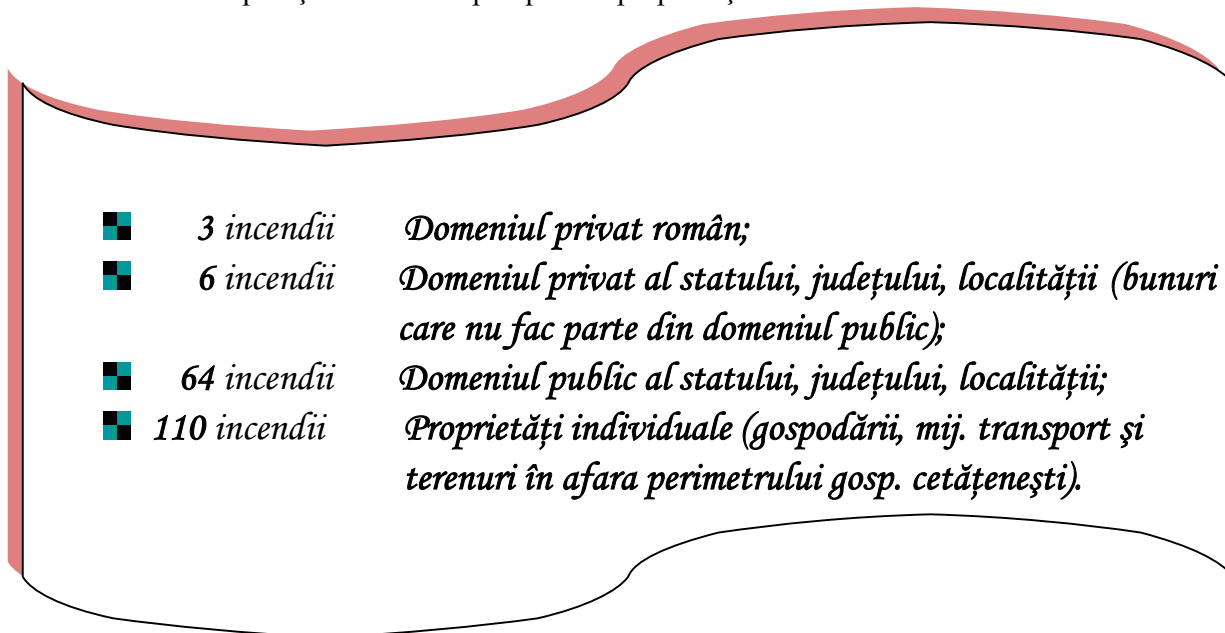 3 incendii Domeniul privat român;
6 incendii Domeniul privat al statului, județului, localității (bunuri
care nu fac parte din domeniul public);
64 incendii Domeniul public al statului, județului, localității;
110 incendii Proprietăți individuale (gospodării, mij. transport şi
terenuri în afara perimetrului gosp. cetățeneşti).